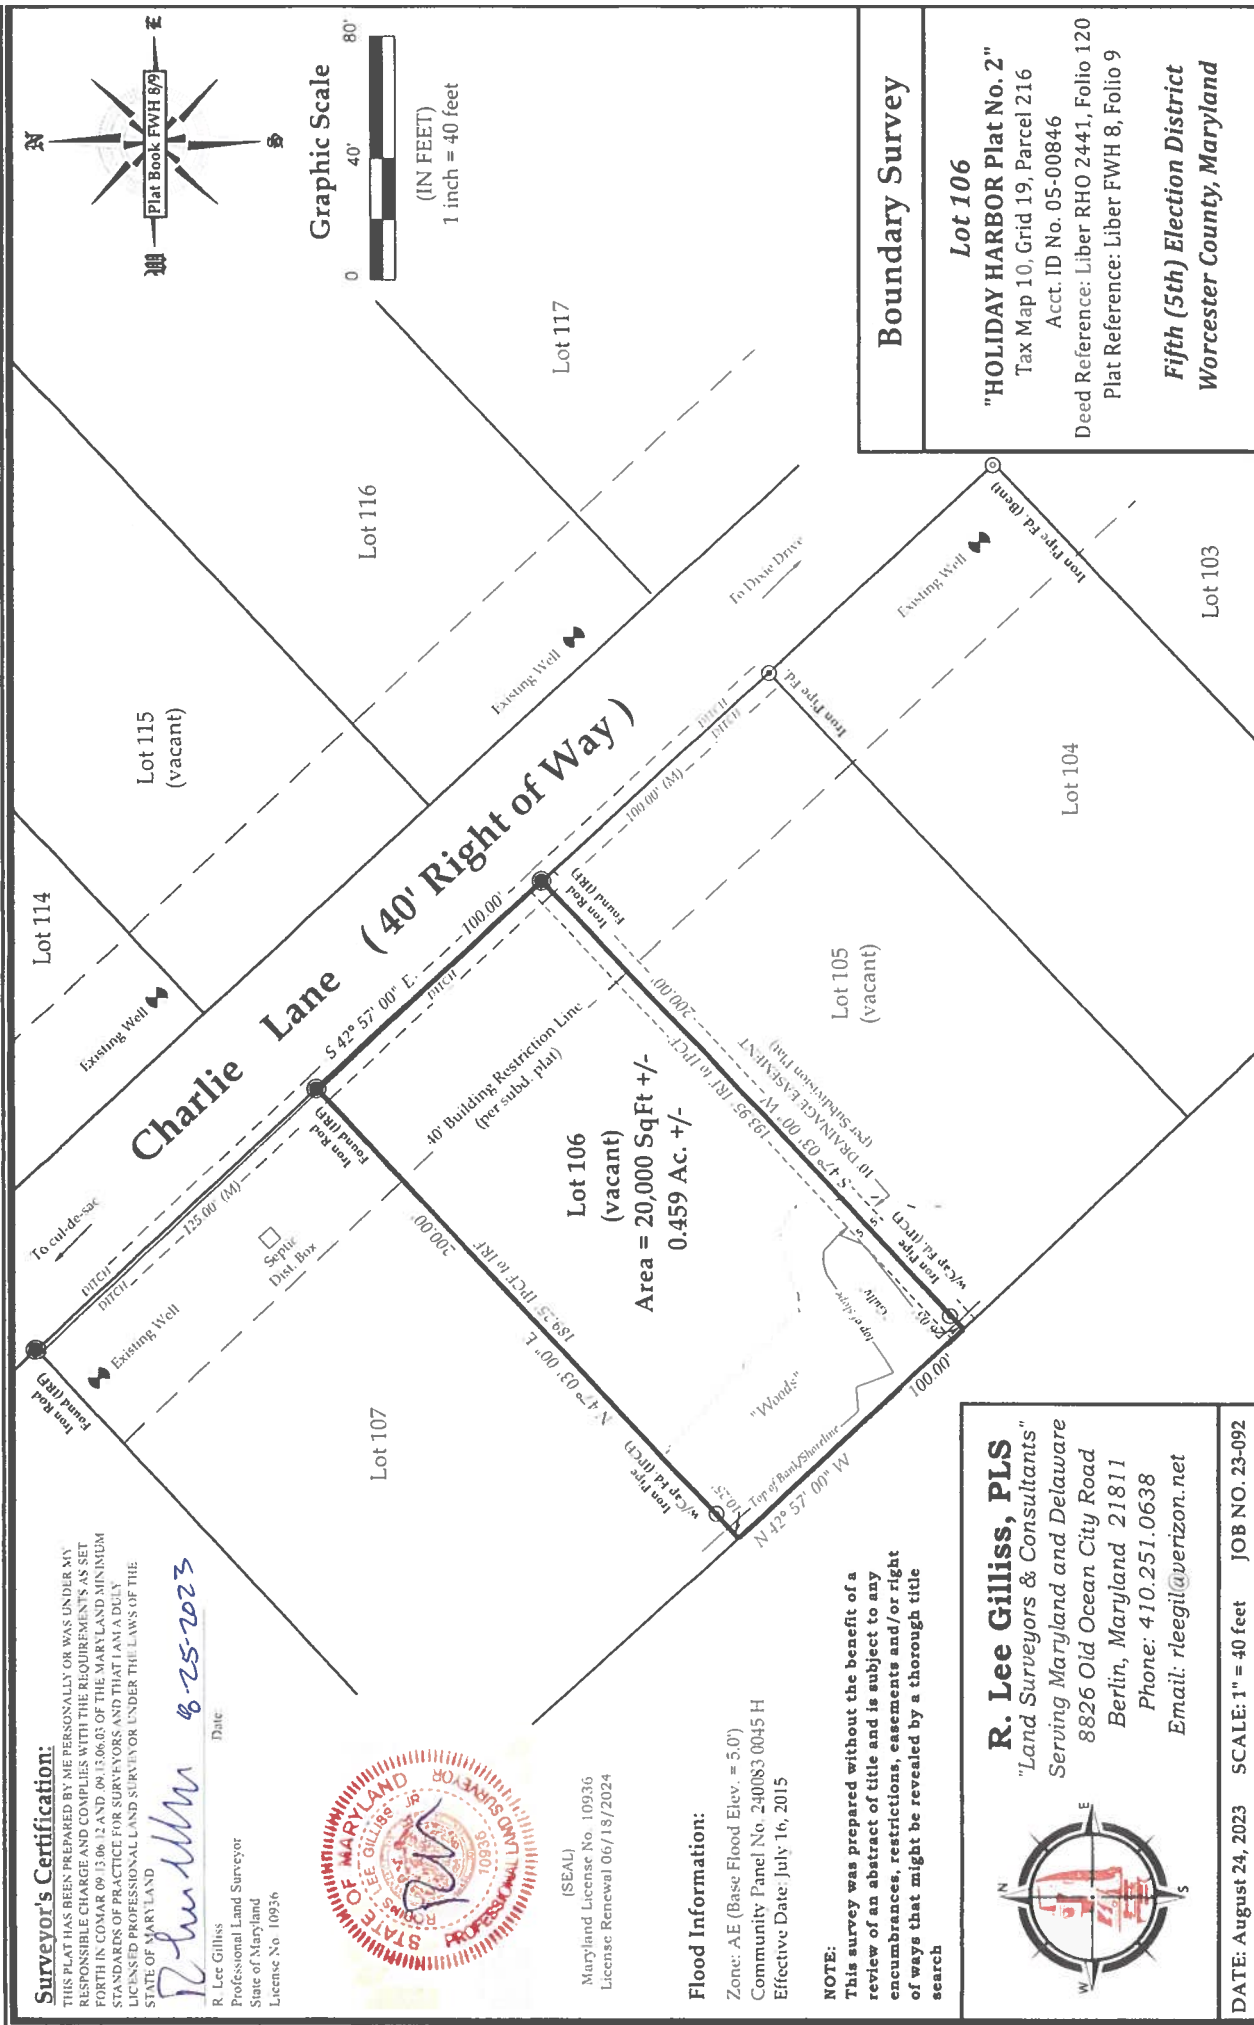 Surveyor's Certification:
THIS PLAT HAS BEEN PREPARED BY ME PERSONALLY OR WAS UNDER MY
RESPONSIBLE CHARGE AND COMPLIES WITH THE REQUIREMENTS AS SET
FORTH IN COMAR 09.13.06.12 AND .09.13.06.03 OF THE MARYLAND MINIMUM
STANDARDS OF PRACTICE FOR SURVEYORS AND THAT I AM A DULY
LICENSED PROFESSIONAL LAND SURVEYOR UNDER THE LAWS OF THE
STATE OF MARYLAND
8-25-2023
R. Lee Gilliss
Date:
Professional Land Surveyor
State of Maryland
License No. 10936
STATE OF MARYLAND
ROBINS LEE GILLISS JR
10936
PROFESSIONAL LAND SURVEYOR
(SEAL)
Maryland License No. 10936
License Renewal 06/18/2024
Flood Information:
Zone: AE (Base Flood Elev. = 5.0')
Community Panel No. 240083 0045 H
Effective Date: July 16, 2015
NOTE:
This survey was prepared without the benefit of a
review of an abstract of title and is subject to any
encumbrances, restrictions, easements and/or right
of ways that might be revealed by a thorough title
search
N
E
S
W
R. Lee Gilliss, PLS
"Land Surveyors & Consultants"
Serving Maryland and Delaware
8826 Old Ocean City Road
Berlin, Maryland 21811
Phone: 410.251.0638
Email: rleegil@verizon.net
DATE: August 24, 2023 SCALE: 1" = 40 feet JOB NO. 23-092
N
W
E
S
Plat Book FWH 8/9
Graphic Scale
0 40' 80'
(IN FEET)
1 inch = 40 feet
Lot 114
Lot 115
(vacant)
Lot 116
Lot 117
Existing Well
Existing Well
Charlie Lane ( 40' Right of Way )
To cul-de-sac
To Dixie Drive
Iron Rod
Found (IRF)
DITCH
DITCH
125.00' (M)
Existing Well
Septic
Dist. Box
Lot 107
Iron Rod
Found (IRF)
S 42° 57' 00" E
100.00'
DITCH
Iron Rod
Found (IRF)
100.00' (M)
DITCH
DITCH
Iron Pipe Fd.
Existing Well
Iron Pipe Fd. (Bent)
40' Building Restriction Line
(per subd. plat)
200.00'
189.25' IPCF to IRF
N 47° 03' 00" E
Lot 106
(vacant)
Area = 20,000 SqFt +/-
0.459 Ac. +/-
200.00'
193.95' IRF to IPCF
S 47° 03' 00" W
10' DRAINAGE EASEMENT
(per Subdivision Plat)
5'
5'
Lot 105
(vacant)
Lot 104
Lot 103
Iron Pipe
w/Cap Fd. (IPCF)
10.25'
"Woods"
Top of Bank/Shoreline
top of slope
"Gully"
Iron Pipe
w/Cap Fd. (IPCF)
N 42° 57' 00" W
100.00'
Boundary Survey
Lot 106
"HOLIDAY HARBOR Plat No. 2"
Tax Map 10, Grid 19, Parcel 216
Acct. ID No. 05-00846
Deed Reference: Liber RHO 2441, Folio 120
Plat Reference: Liber FWH 8, Folio 9
Fifth (5th) Election District
Worcester County, Maryland